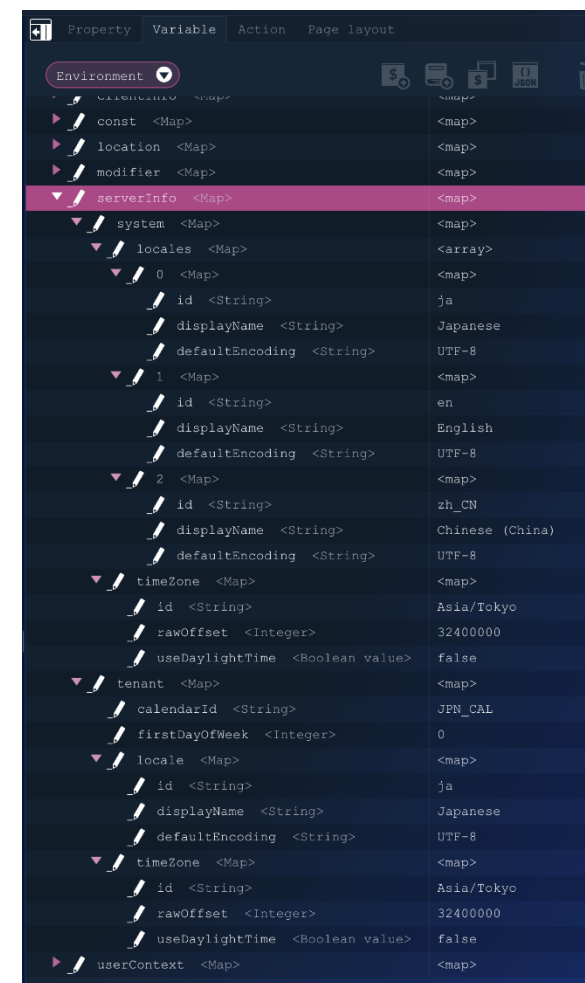 Property Variable Action Page layout
Environment
JSON
clientInfo <Map> <map>
const <Map> <map>
location <Map> <map>
modifier <Map> <map>
serverInfo <Map> <map>
system <Map> <map>
locales <Map> <array>
0 <Map> <map>
id <String> ja
displayName <String> Japanese
defaultEncoding <String> UTF-8
1 <Map> <map>
id <String> en
displayName <String> English
defaultEncoding <String> UTF-8
2 <Map> <map>
id <String> zh_CN
displayName <String> Chinese (China)
defaultEncoding <String> UTF-8
timeZone <Map> <map>
id <String> Asia/Tokyo
rawOffset <Integer> 32400000
useDaylightTime <Boolean value> false
tenant <Map> <map>
calendarId <String> JPN_CAL
firstDayOfWeek <Integer> 0
locale <Map> <map>
id <String> ja
displayName <String> Japanese
defaultEncoding <String> UTF-8
timeZone <Map> <map>
id <String> Asia/Tokyo
rawOffset <Integer> 32400000
useDaylightTime <Boolean value> false
userContext <Map> <map>